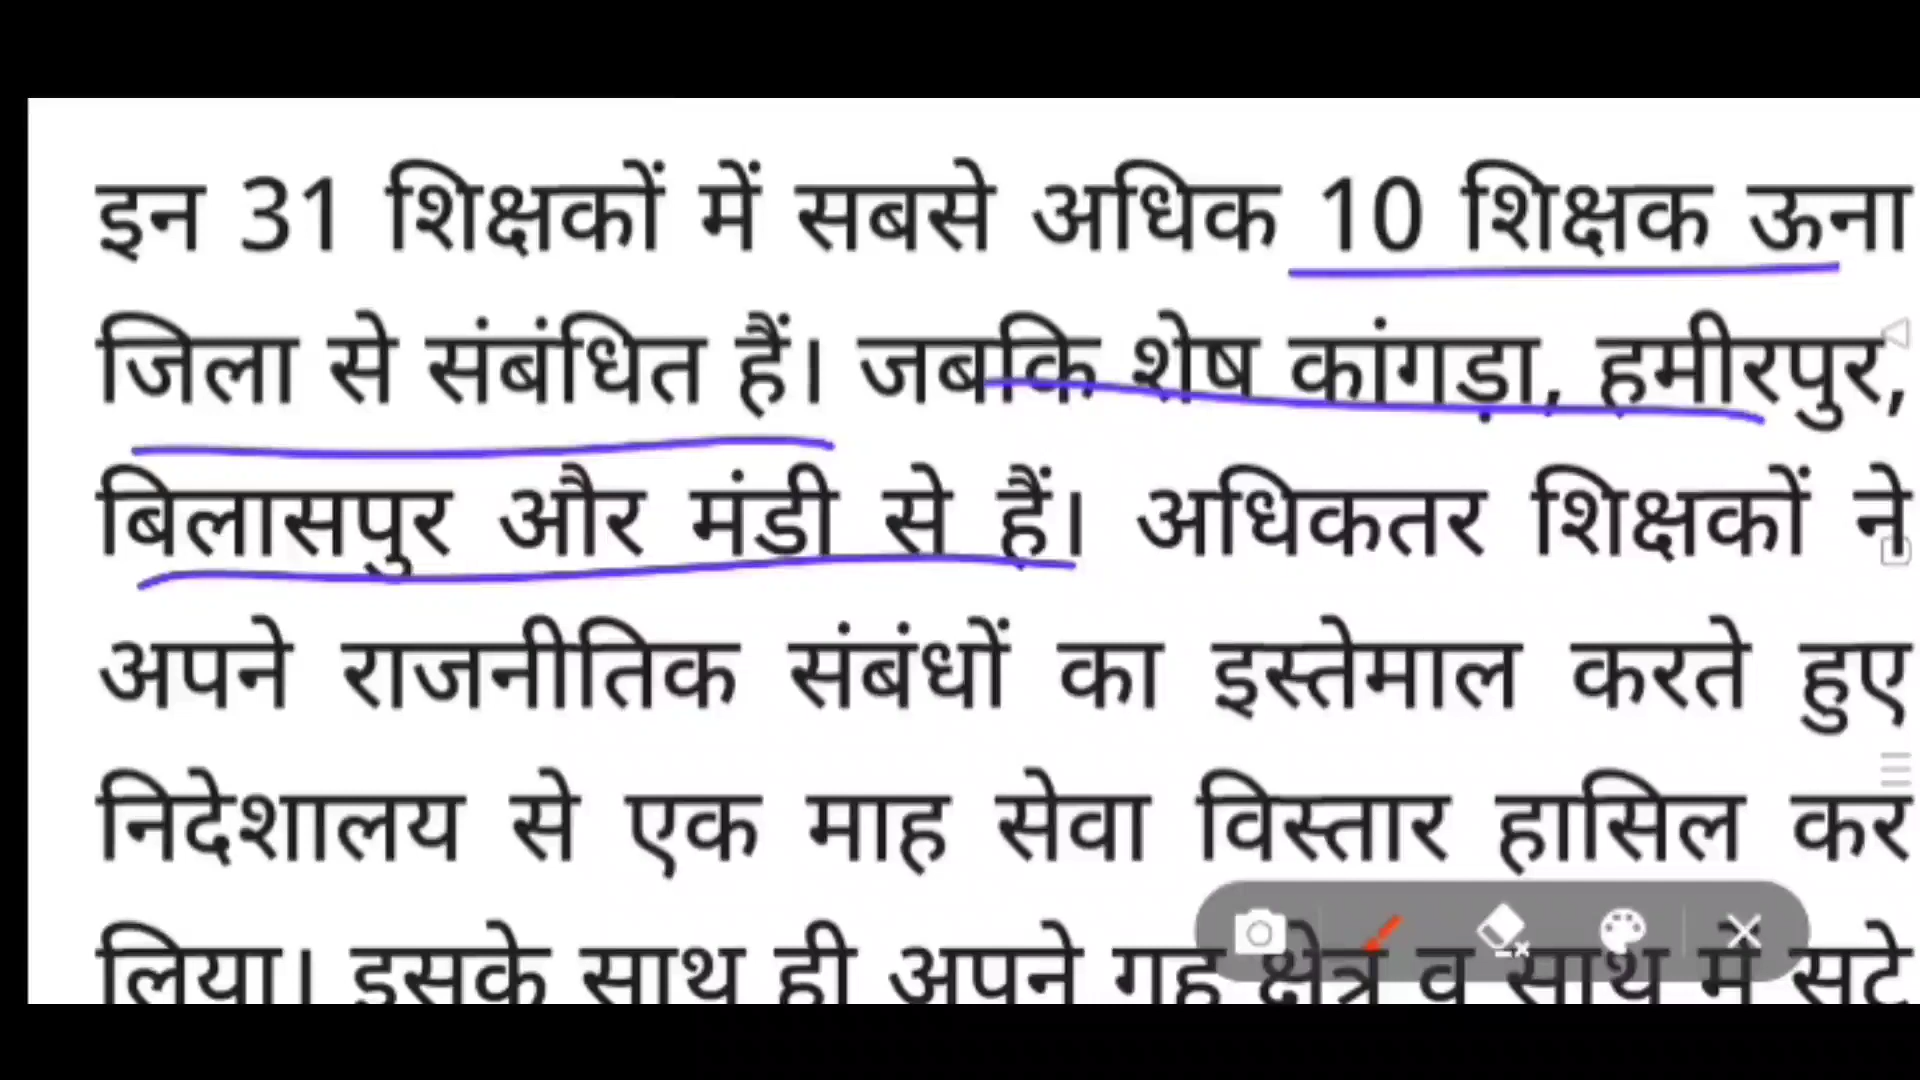 इन 31 शिक्षकों में सबसे अधिक 10 शिक्षक ऊना
जिला से संबंधित हैं। जबकि शेष कांगड़ा, हमीरपुर,
बिलासपुर और मंडी से हैं। अधिकतर शिक्षकों ने
अपने राजनीतिक संबंधों का इस्तेमाल करते हुए
निदेशालय से एक माह सेवा विस्तार हासिल कर
लिया। इसके साथ ही अपने गृह क्षेत्र व साथ में सटे